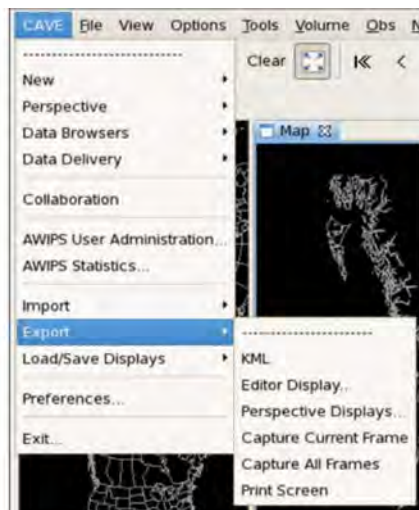 CAVE File View Options Tools Volume Obs
Clear
Map
New
Perspective
Data Browsers
Data Delivery
Collaboration
AWIPS User Administration...
AWIPS Statistics...
Import
Export
Load/Save Displays
Preferences...
Exit...
KML
Editor Display...
Perspective Displays...
Capture Current Frame
Capture All Frames
Print Screen